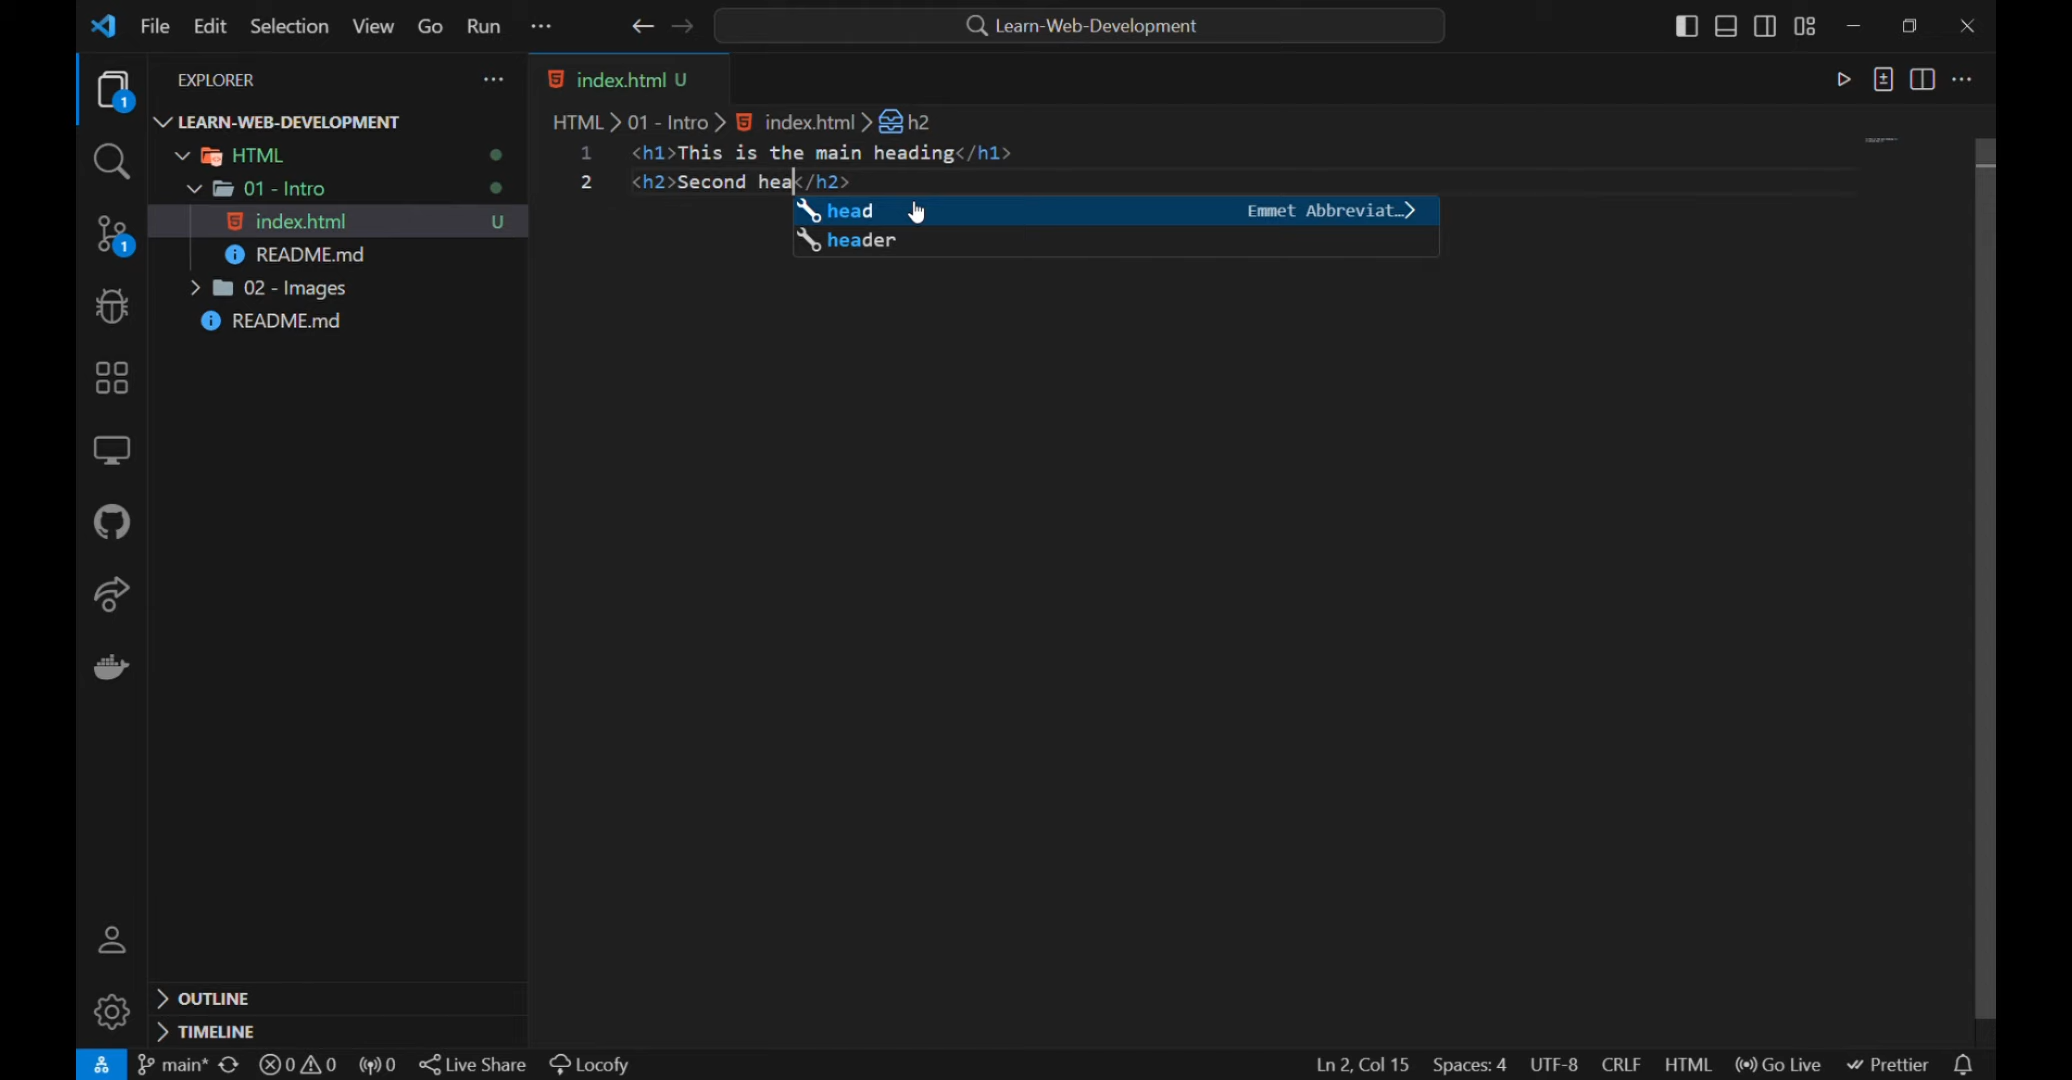 File Edit Selection View Go Run ···
Learn-Web-Development
EXPLORER ···
index.html U
LEARN-WEB-DEVELOPMENT
HTML > 01 - Intro > index.html > h2
HTML
01 - Intro
index.html U
README.md
02 - Images
README.md
1 <h1>This is the main heading</h1>
2 <h2>Second hea</h2>
head Emmet Abbreviat…>
header
1
1
OUTLINE
TIMELINE
main* 0 0 0 Live Share Locofy Ln 2, Col 15 Spaces: 4 UTF-8 CRLF HTML Go Live Prettier